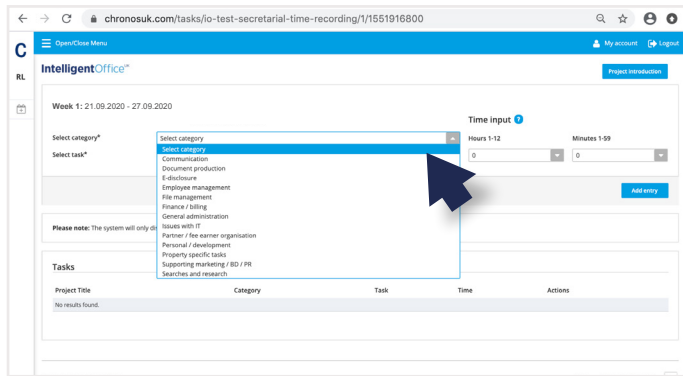 chronosuk.com/tasks/io-test-secretarial-time-recording/1/1551916800
C
Open/Close Menu
My account
Logout
RL
IntelligentOffice UK
Project introduction
Week 1: 21.09.2020 - 27.09.2020
Time input ?
Select category*
Select category
Hours 1-12
Minutes 1-59
Select task*
0
0
Select category
Communication
Document production
E-disclosure
Employee management
File management
Finance / billing
General administration
Issues with IT
Partner / fee earner organisation
Personal / development
Property specific tasks
Supporting marketing / BD / PR
Searches and research
Add entry
Please note: The system will only
Tasks
Project Title Category Task Time Actions
No results found.